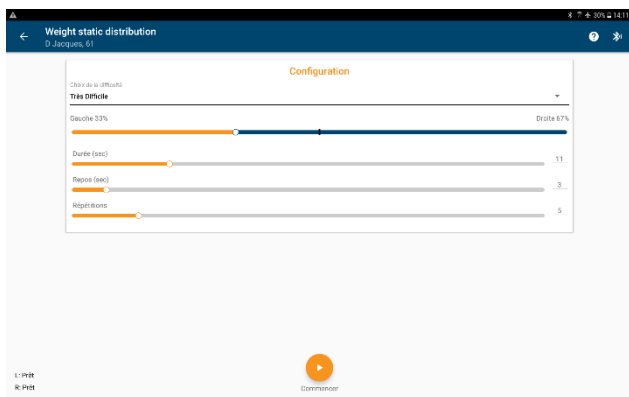 30% 14:11
Weight static distribution
D Jacques, 61
Configuration
Choix de la difficulté
Très Difficile
Gauche 33% Droite 67%
Durée (sec) 11
Repos (sec) 3
Répétitions 5
L: Prêt
R: Prêt
Commencer